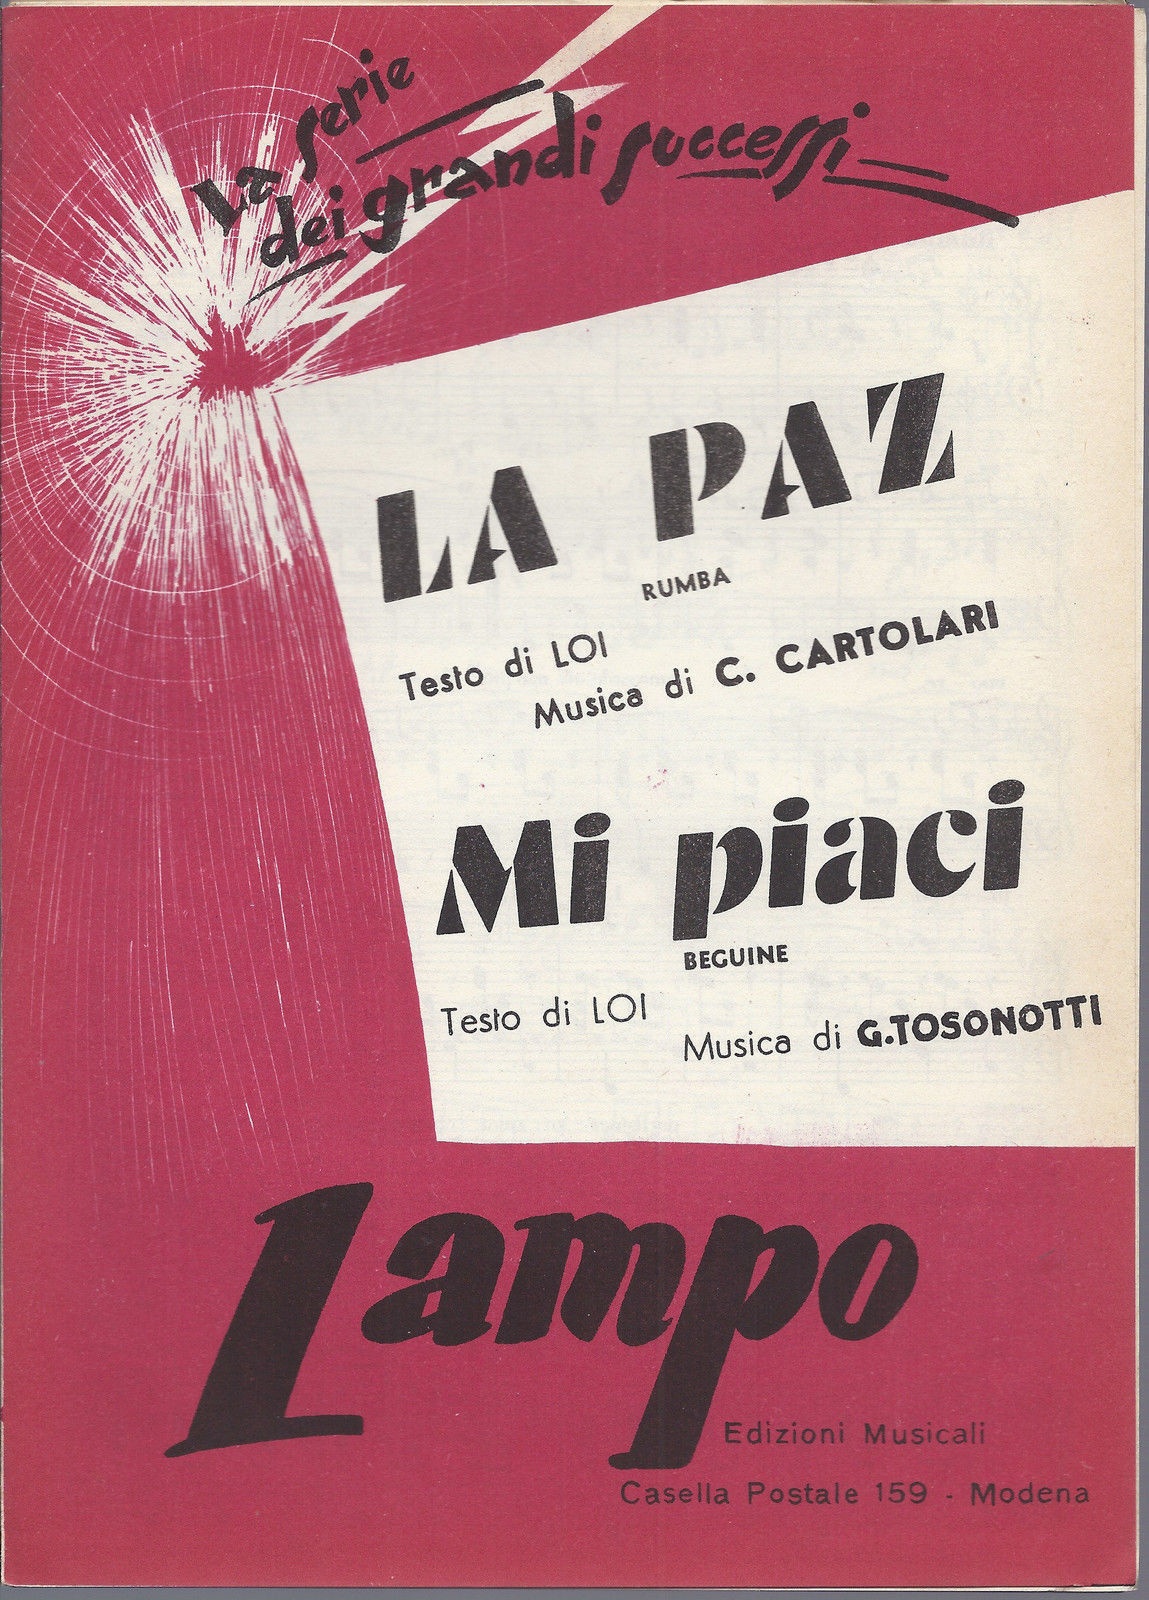 La serie
dei grandi successi
LA PAZ
RUMBA
Testo di LOI
Musica di C. CARTOLARI
Mi piaci
BEGUINE
Testo di LOI
Musica di G. TOSONOTTI
Lampo
Edizioni Musicali
Casella Postale 159 - Modena